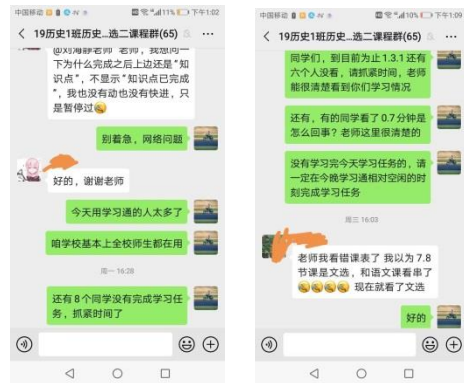 中国移动
11% 下午1:02
19历史1班历史...选二课程群(65)
@刘海静老师 老师，我想问一
下为什么完成之后上边还是“知
识点”，不显示“知识点已完成
”，我也没有动也没有快进，只
是暂停过
别着急，网络问题
好的，谢谢老师
今天用学习通的人太多了
咱学校基本上全校师生都在用
周一 16:28
还有8个同学没有完成学习任
务，抓紧时间了
中国移动
10% 下午1:09
19历史1班历史...选二课程群(65)
同学们，到目前为止1.3.1还有
六个人没看，请抓紧时间，老师
能很清楚看到你们学习情况
还有，有的同学看了0.7分钟是
怎么回事？老师这里很清楚的
没有学习完今天学习任务的，请
一定在今晚学习通相对空闲的时
刻完成学习任务
周三 16:03
老师我看错课表了 我以为7.8
节课是文选，和语文课看串了
现在就看了文选
好的